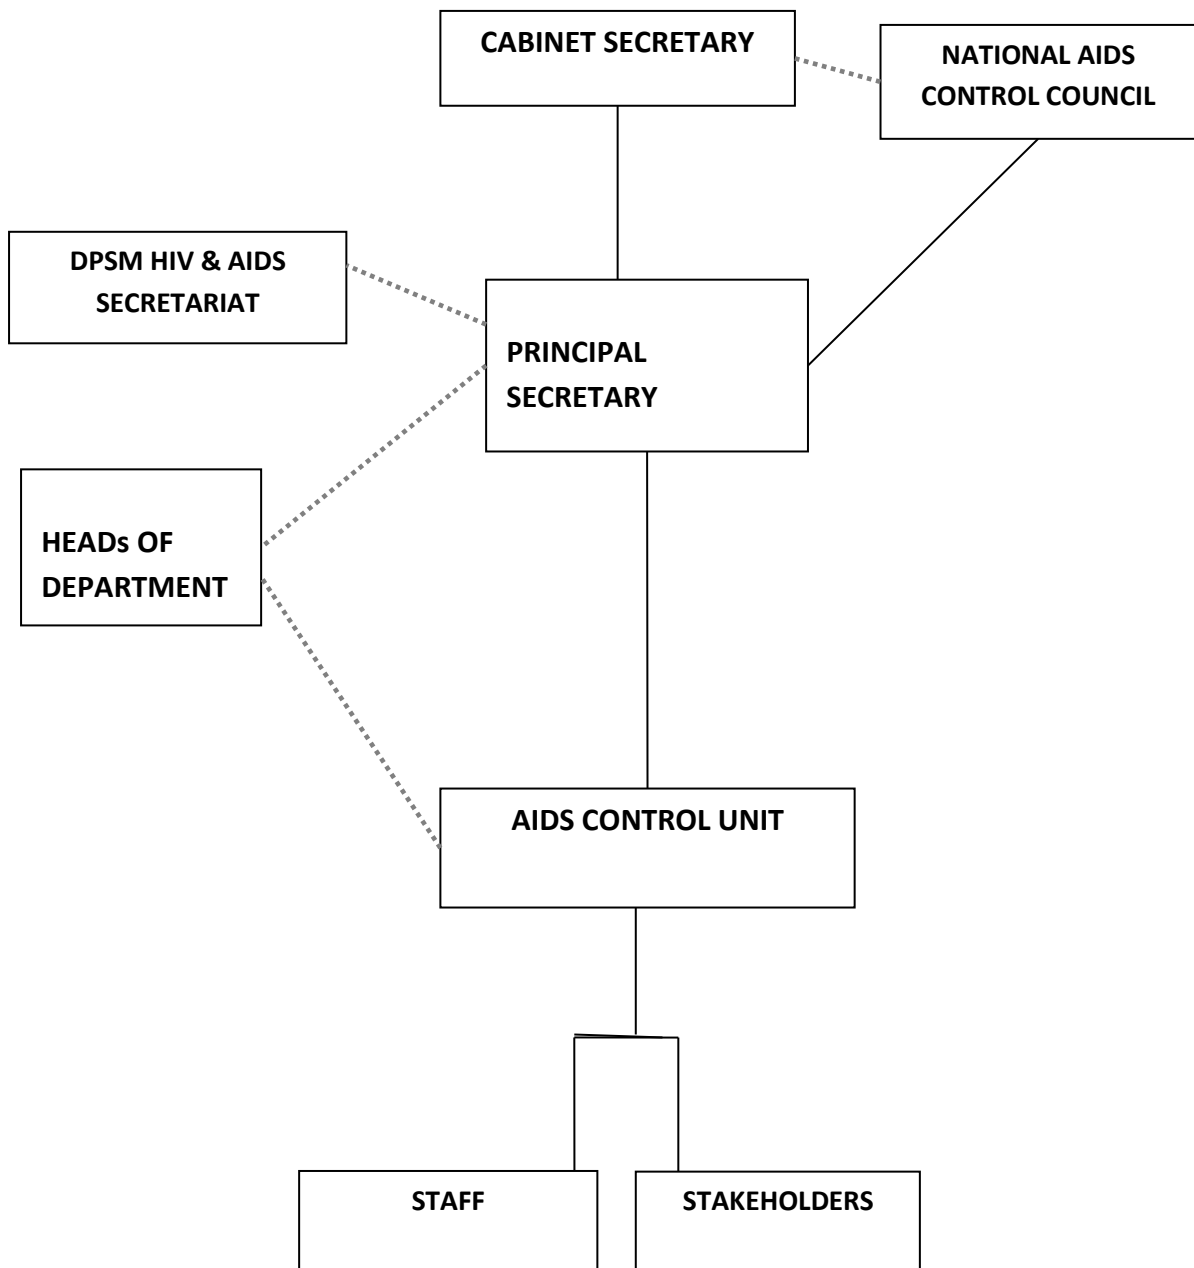 CABINET SECRETARY
NATIONAL AIDS
CONTROL COUNCIL
DPSM HIV & AIDS
SECRETARIAT
PRINCIPAL
SECRETARY
HEADs OF
DEPARTMENT
AIDS CONTROL UNIT
STAFF
STAKEHOLDERS